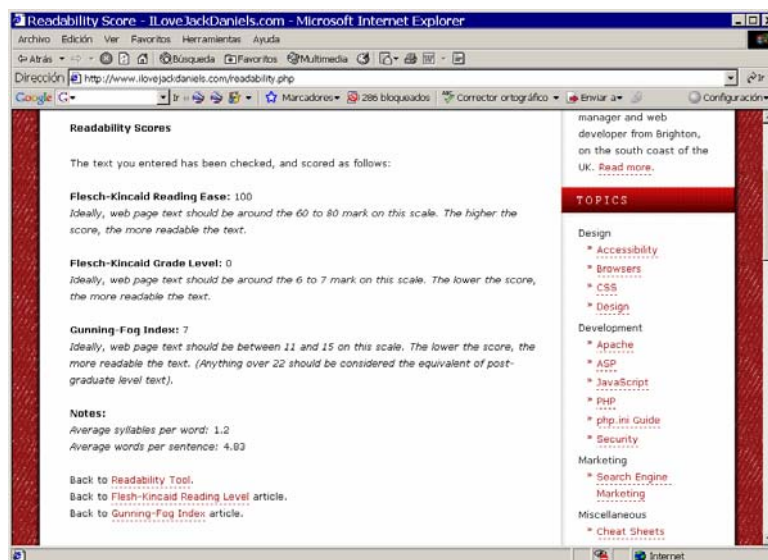 Readability Score - ILoveJackDaniels.com - Microsoft Internet Explorer
Archivo Edición Ver Favoritos Herramientas Ayuda
Atrás Búsqueda Favoritos Multimedia
Dirección http://www.ilovejackdaniels.com/readability.php Ir
Google G Ir Marcadores 286 bloqueados Corrector ortográfico Enviar a Configuración
Readability Scores
The text you entered has been checked, and scored as follows:
Flesch-Kincaid Reading Ease: 100
Ideally, web page text should be around the 60 to 80 mark on this scale. The higher the
score, the more readable the text.
Flesch-Kincaid Grade Level: 0
Ideally, web page text should be around the 6 to 7 mark on this scale. The lower the score,
the more readable the text.
Gunning-Fog Index: 7
Ideally, web page text should be between 11 and 15 on this scale. The lower the score, the
more readable the text. (Anything over 22 should be considered the equivalent of post-
graduate level text).
Notes:
Average syllables per word: 1.2
Average words per sentence: 4.83
Back to Readability Tool.
Back to Flesh-Kincaid Reading Level article.
Back to Gunning-Fog Index article.
manager and web
developer from Brighton,
on the south coast of the
UK. Read more.
TOPICS
Design
» Accessibility
» Browsers
» CSS
» Design
Development
» Apache
» ASP
» JavaScript
» PHP
» php.ini Guide
» Security
Marketing
» Search Engine
Marketing
Miscellaneous
» Cheat Sheets
Internet